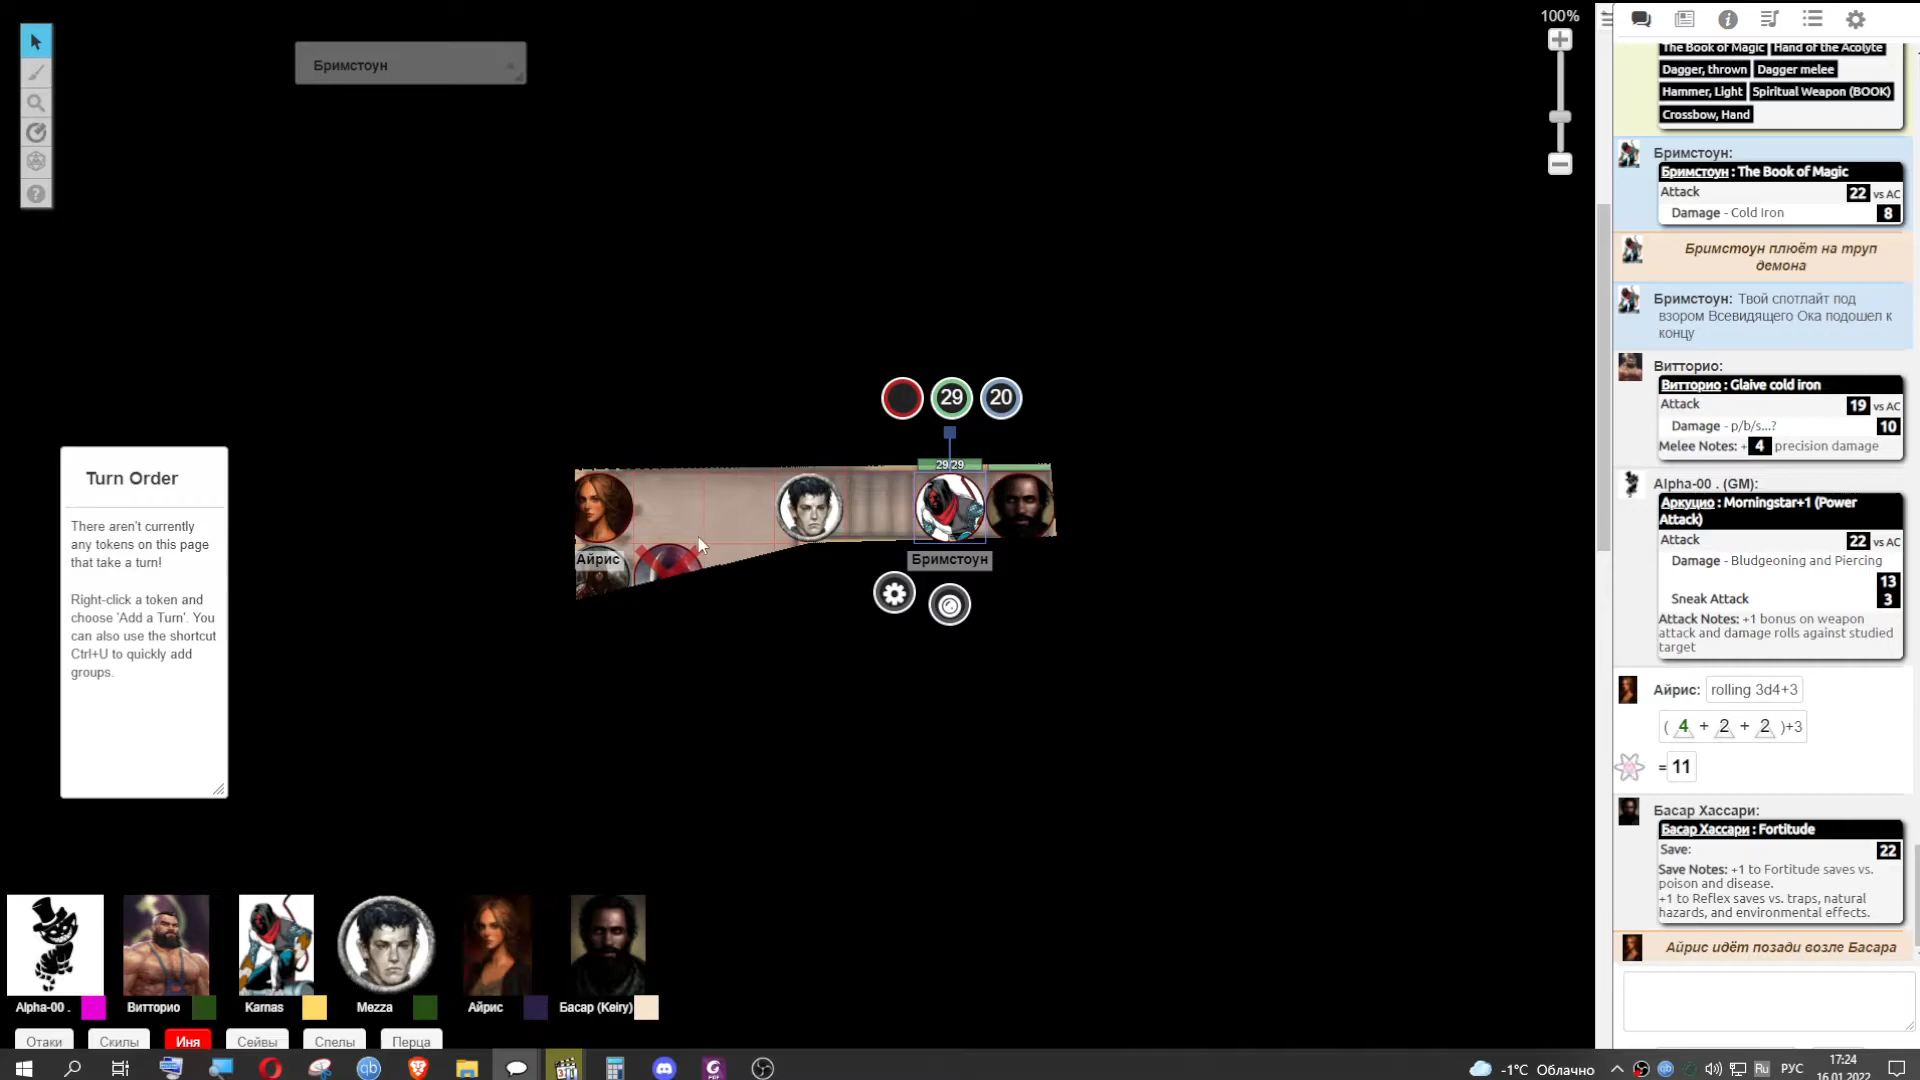 100%
Бримстоун
The Book of Magic Hand of the Acolyte
Dagger, thrown Dagger melee
Hammer, Light Spiritual Weapon (BOOK)
Crossbow, Hand
Бримстоун:
Бримстоун : The Book of Magic
Attack 22 vs AC
Damage - Cold Iron 8
Бримстоун плюёт на труп
демона
Бримстоун: Твой спотлайт под
взором Всевидящего Ока подошел к
концу
Витторио:
Витторио : Glaive cold iron
Attack 19 vs AC
Damage - p/b/s...? 10
Melee Notes: + 4 precision damage
Alpha-00 . (GM):
Аркуцио : Morningstar+1 (Power
Attack)
Attack 22 vs AC
Damage - Bludgeoning and Piercing
13
Sneak Attack 3
Attack Notes: +1 bonus on weapon
attack and damage rolls against studied
target
Айрис: rolling 3d4+3
( 4 + 2 + 2 )+3
= 11
Басар Хассари:
Басар Хассари : Fortitude
Save: 22
Save Notes: +1 to Fortitude saves vs.
poison and disease.
+1 to Reflex saves vs. traps, natural
hazards, and environmental effects.
Айрис идёт позади возле Басара
29 20
29/29
Айрис
Бримстоун
Turn Order
There aren't currently
any tokens on this page
that take a turn!
Right-click a token and
choose 'Add a Turn'. You
can also use the shortcut
Ctrl+U to quickly add
groups.
Alpha-00 . Витторио Karnas Mezza Айрис Басар (Keiry)
Отаки Скилы Иня Сейвы Спелы Перца
-1°C Облачно Ru РУС 17:24
16.01.2022